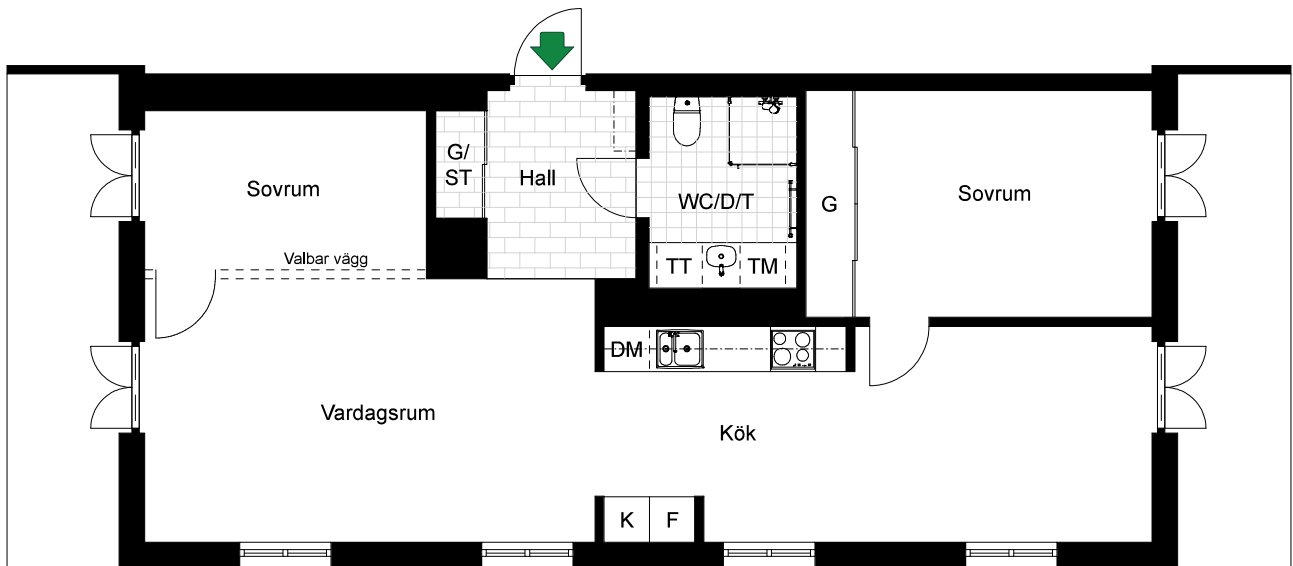 G/
ST
Hall
Sovrum
WC/D/T
G
Sovrum
Valbar vägg
TT
TM
DM
Vardagsrum
Kök
K
F